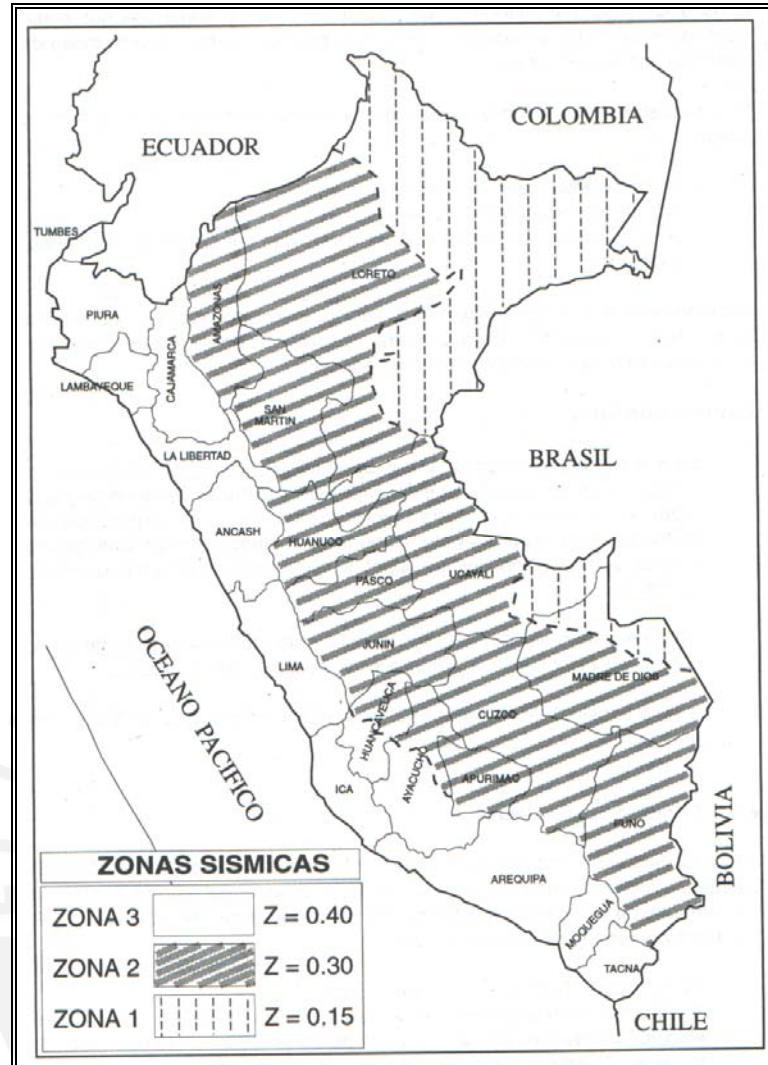 COLOMBIA
ECUADOR
TUMBES
LORETO
PIURA
AMAZONAS
CAJAMARCA
LAMBAYEQUE
SAN
MARTIN
LA LIBERTAD
BRASIL
ANCASH
HUANUCO
UCAYALI
PASCO
OCEANO PACIFICO
JUNIN
LIMA
MADRE DE DIOS
HUANCAVELICA
CUZCO
AYACUCHO
APURIMAC
ICA
BOLIVIA
PUNO
AREQUIPA
MOQUEGUA
TACNA
CHILE
ZONAS SISMICAS
ZONA 3 Z = 0.40
ZONA 2 Z = 0.30
ZONA 1 Z = 0.15